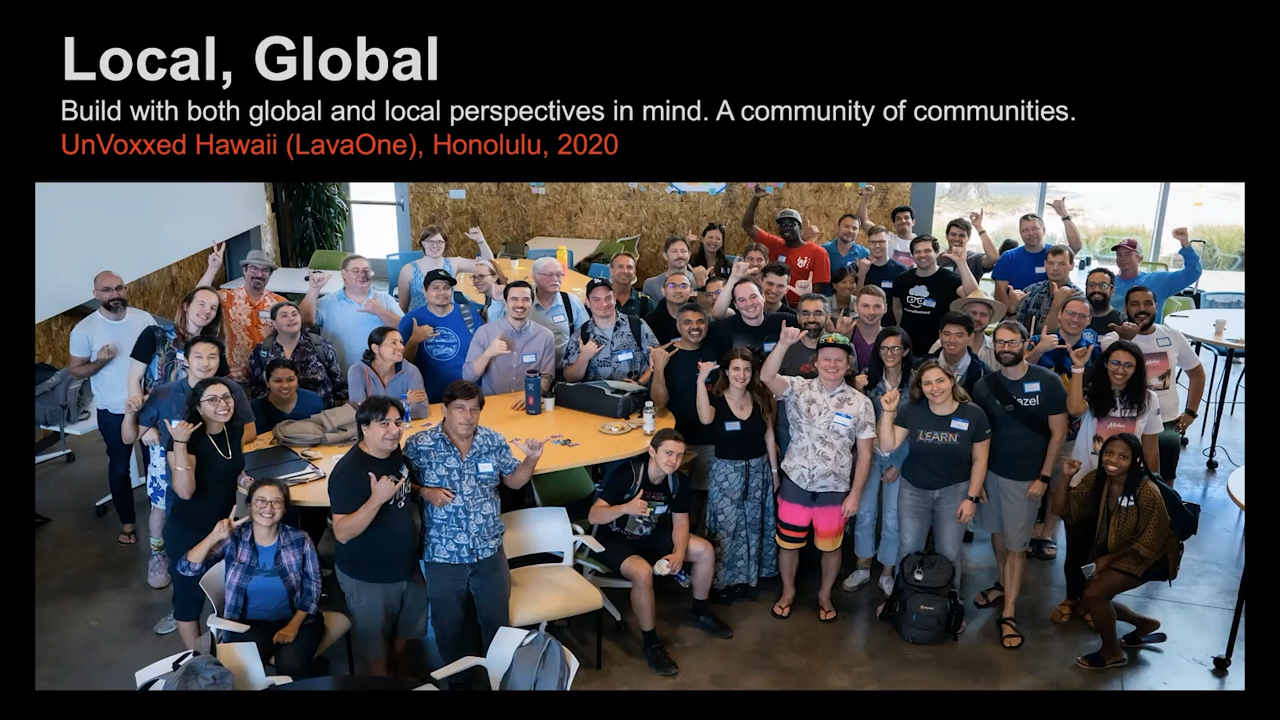 Local, Global
Build with both global and local perspectives in mind. A community of communities.
UnVoxxed Hawaii (LavaOne), Honolulu, 2020
LEARN